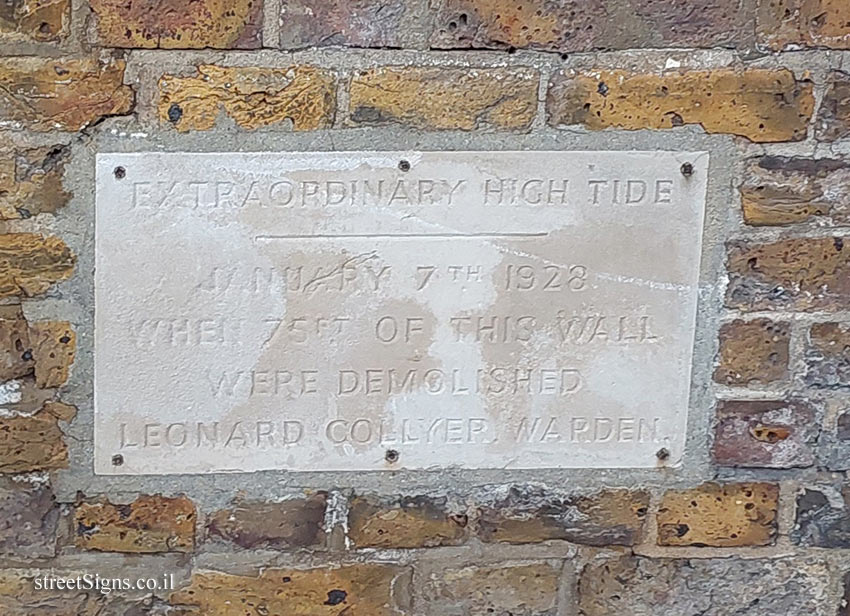 EXTRAORDINARY HIGH TIDE
JANUARY 7TH 1928
WHEN 75FT OF THIS WALL
WERE DEMOLISHED
LEONARD COLLYER, WARDEN.
streetSigns.co.il